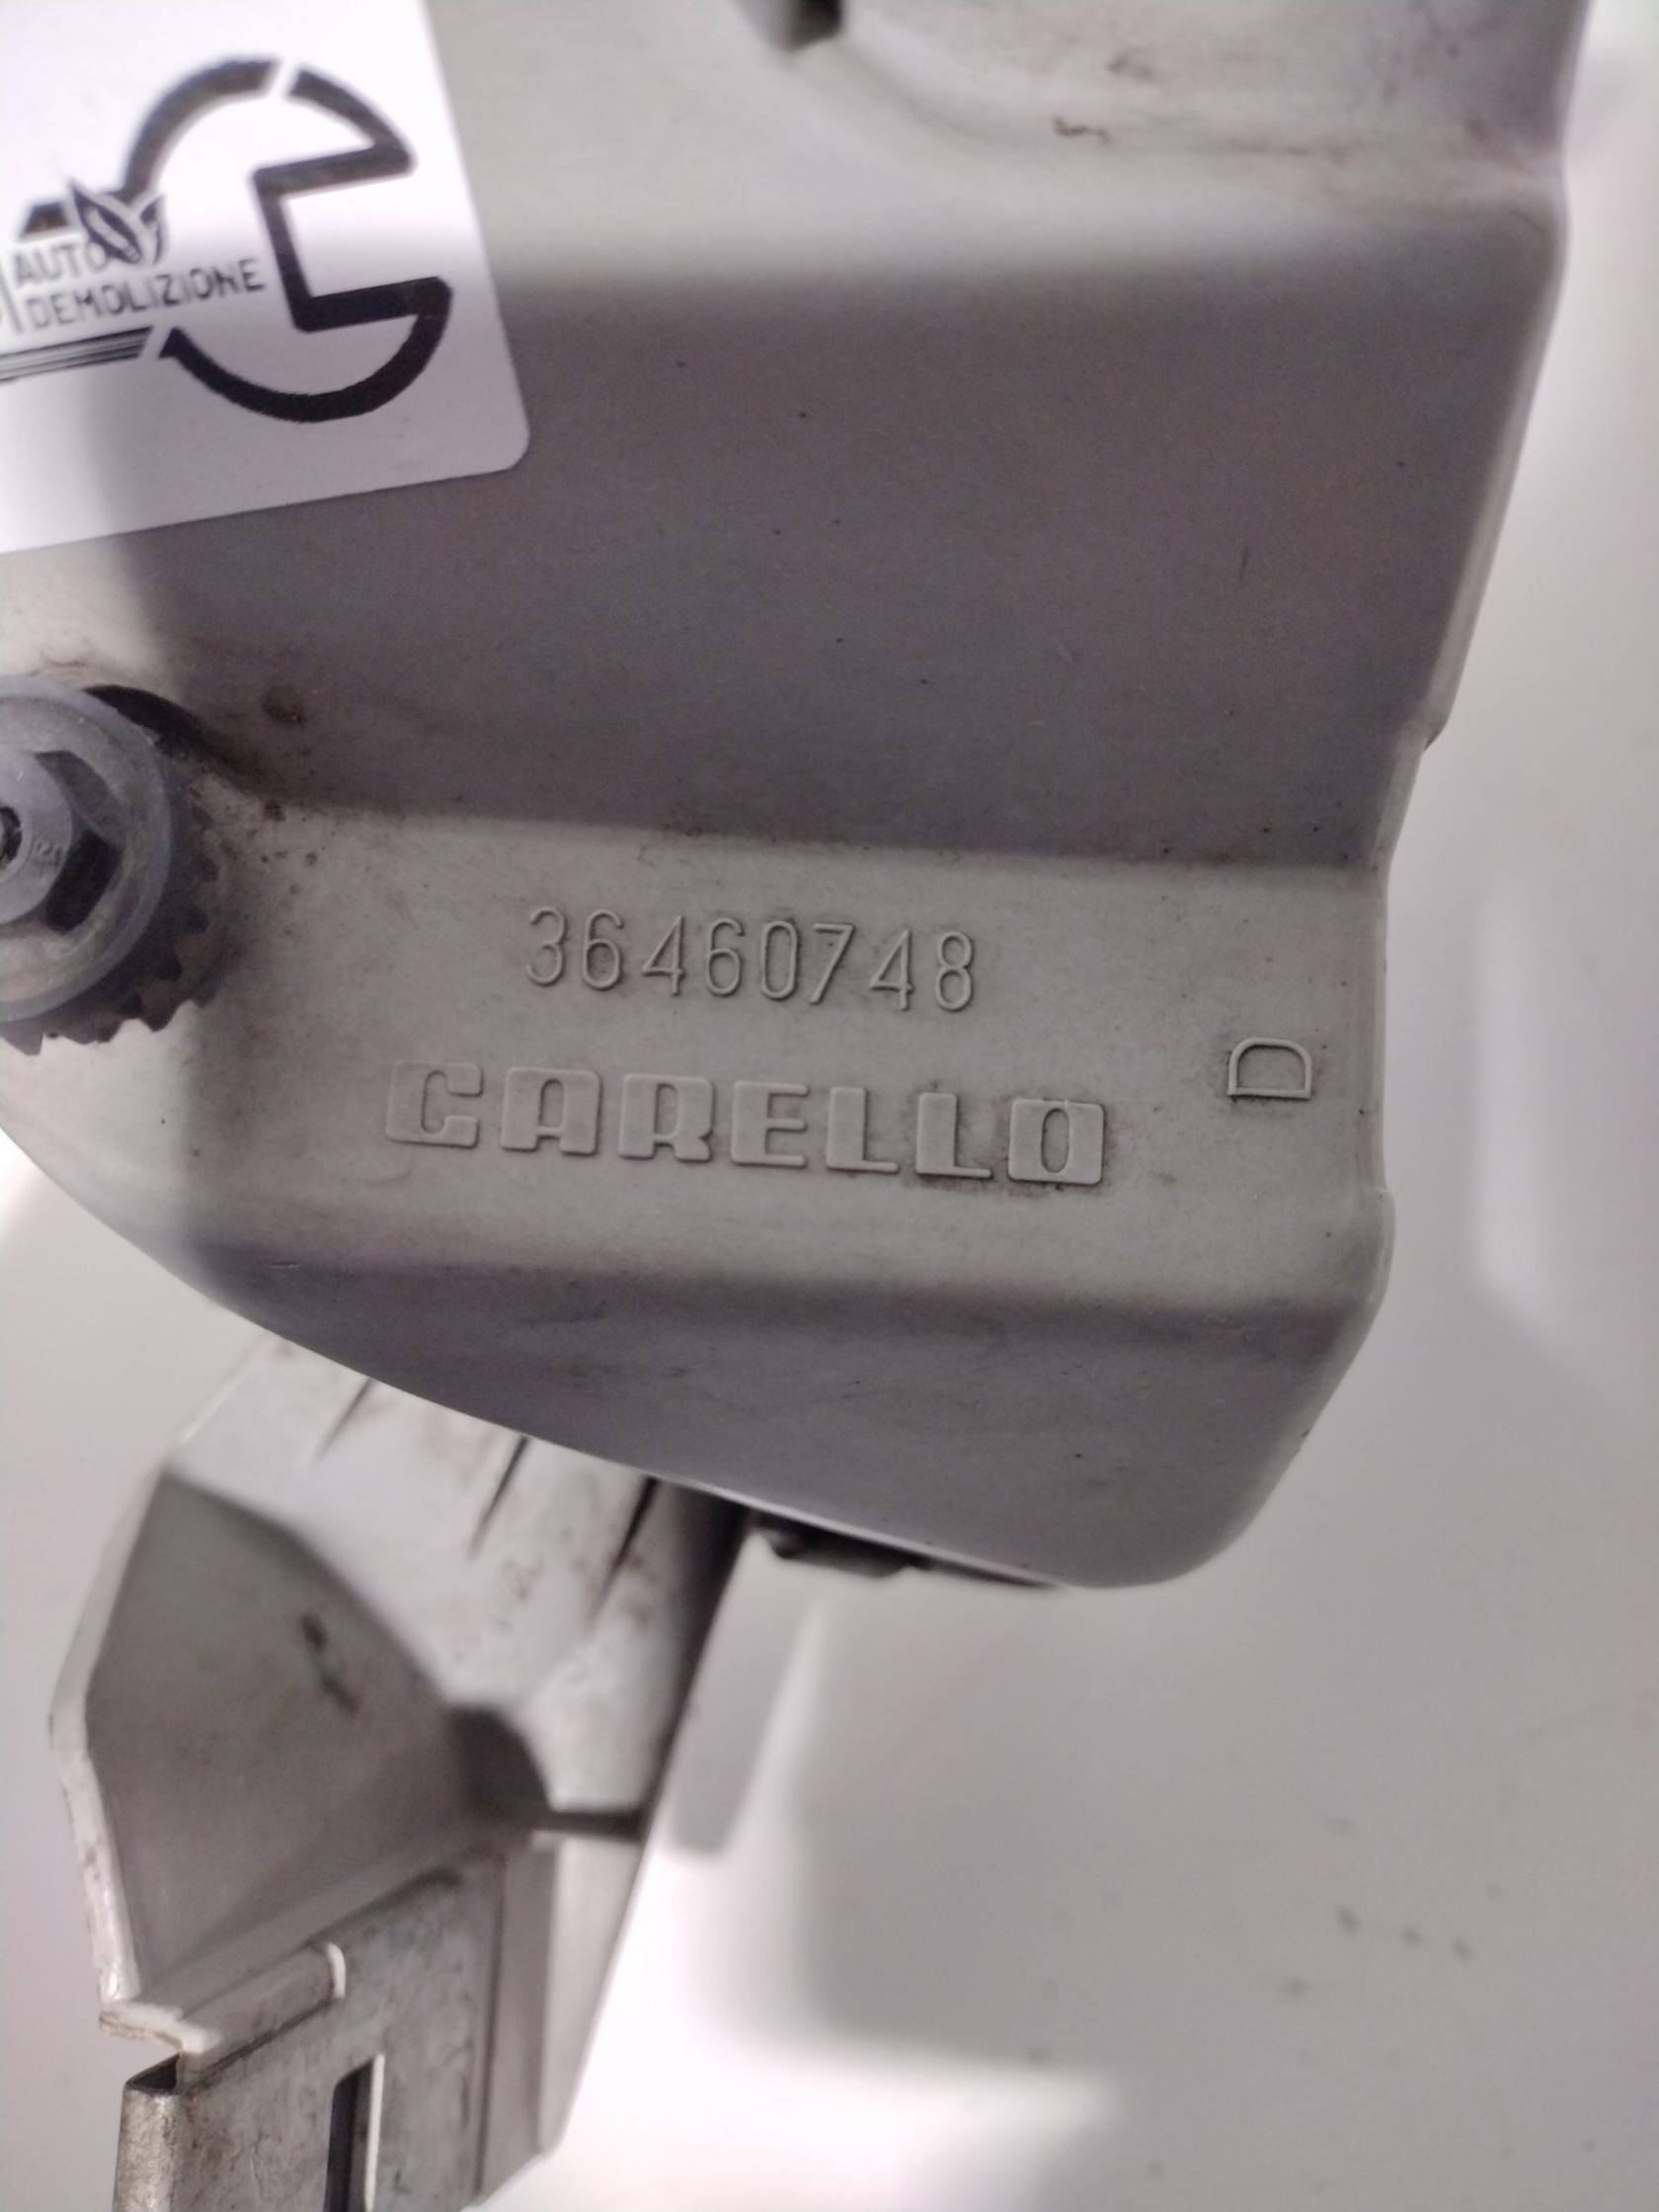 AUTO
DEMOLIZIONE
36460748
CARELLO
D